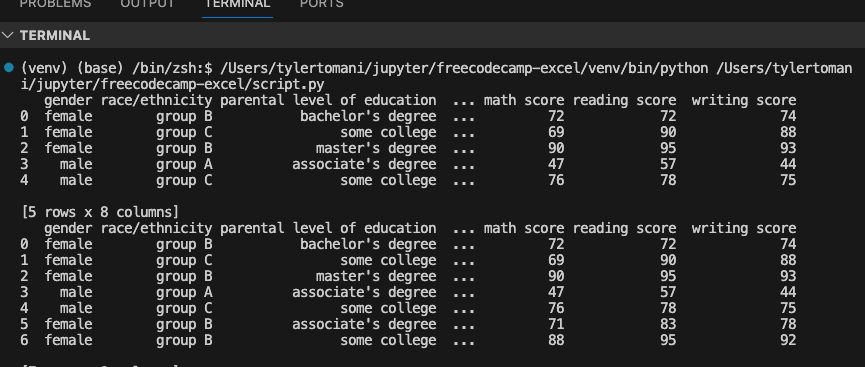 PROBLEMS OUTPUT TERMINAL PORTS
TERMINAL
(venv) (base) /bin/zsh:$ /Users/tylertomani/jupyter/freecodecamp-excel/venv/bin/python /Users/tylertoman
i/jupyter/freecodecamp-excel/script.py
gender race/ethnicity parental level of education ... math score reading score writing score
0 female group B bachelor's degree ... 72 72 74
1 female group C some college ... 69 90 88
2 female group B master's degree ... 90 95 93
3 male group A associate's degree ... 47 57 44
4 male group C some college ... 76 78 75
[5 rows x 8 columns]
gender race/ethnicity parental level of education ... math score reading score writing score
0 female group B bachelor's degree ... 72 72 74
1 female group C some college ... 69 90 88
2 female group B master's degree ... 90 95 93
3 male group A associate's degree ... 47 57 44
4 male group C some college ... 76 78 75
5 female group B associate's degree ... 71 83 78
6 female group B some college ... 88 95 92